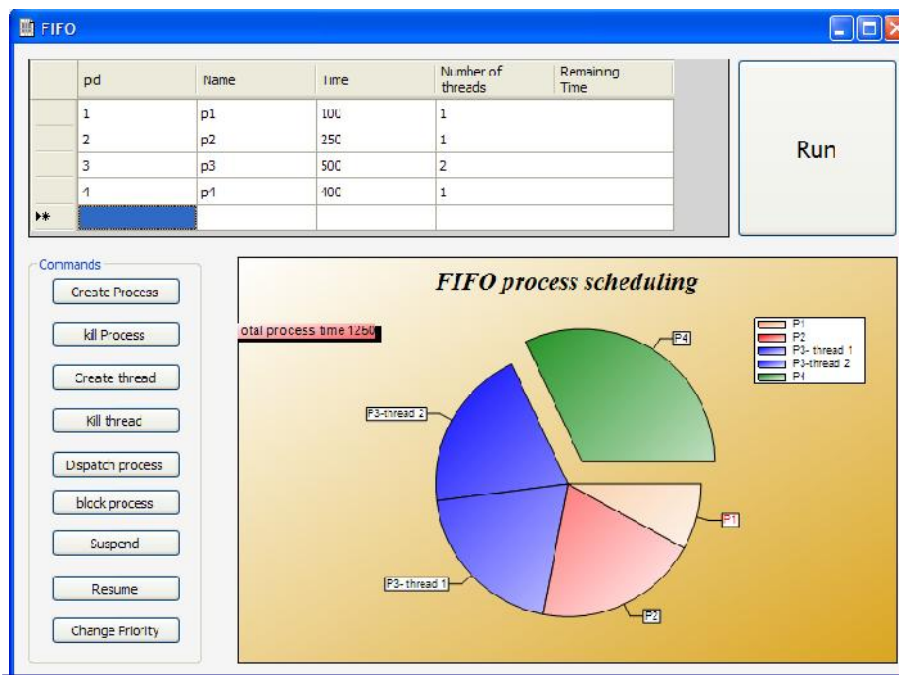 FIFO
pid Name Time Number of threads Remaining Time
1 p1 100 1
2 p2 250 1
3 p3 500 2
4 p4 400 1
Run
Commands
Create Process
kill Process
Create thread
Kill thread
Dispatch process
block process
Suspend
Resume
Change Priority
FIFO process scheduling
otal process time 1250
P1
P2
P3- thread 1
P3-thread 2
P4
P4
P3-thread 2
P1
P3- thread 1
P2